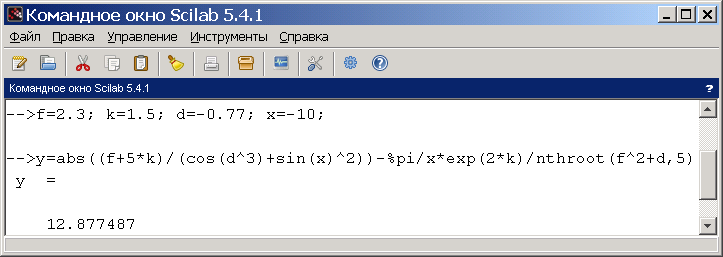 Командное окно Scilab 5.4.1
Файл Правка Управление Инструменты Справка
Командное окно Scilab 5.4.1 ?
-->f=2.3; k=1.5; d=-0.77; x=-10;
-->y=abs((f+5*k)/(cos(d^3)+sin(x)^2))-%pi/x*exp(2*k)/nthroot(f^2+d,5)
y =
12.877487